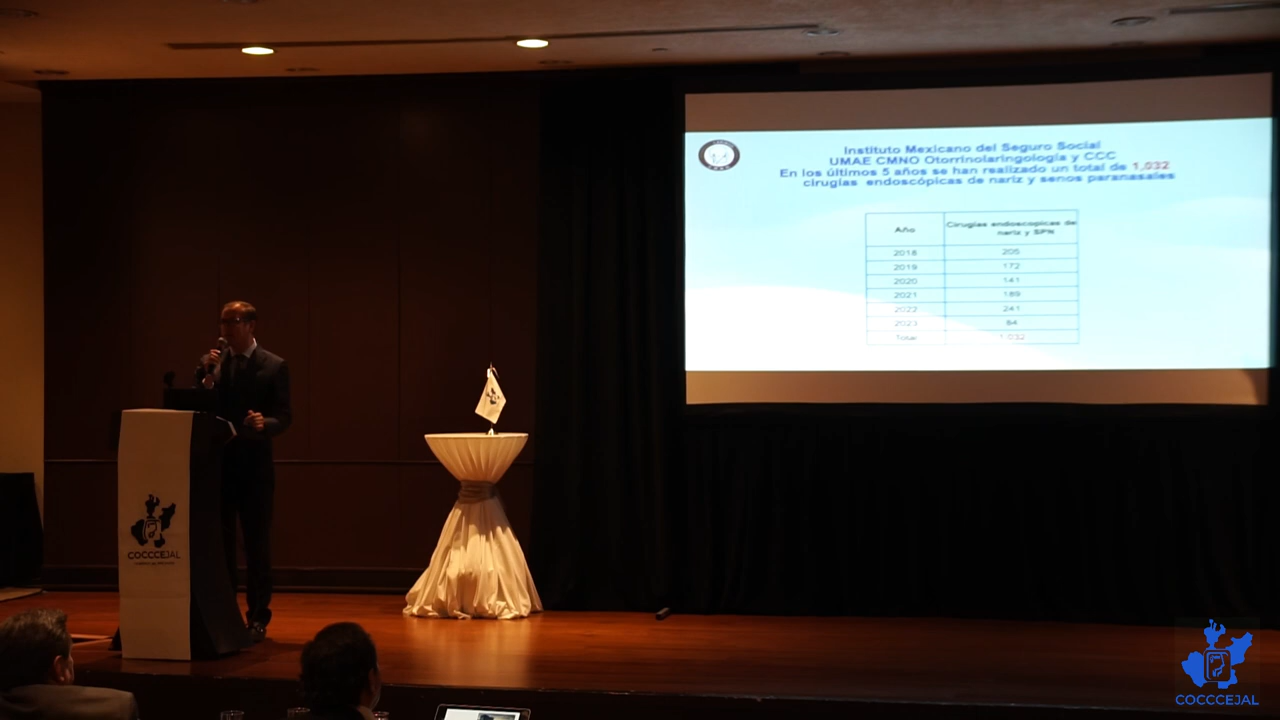 Instituto Mexicano del Seguro Social
UMAE CMNO Otorrinolaringología y CCC
En los últimos 5 años se han realizado un total de 1,032
cirugías endoscópicas de nariz y senos paranasales
Año
Cirugias endoscopicas de
nariz y SPN
2018 205
2019 172
2020 141
2021 189
2022 241
2023 84
Total 1,032
COCCCEJAL
COCCCEJAL